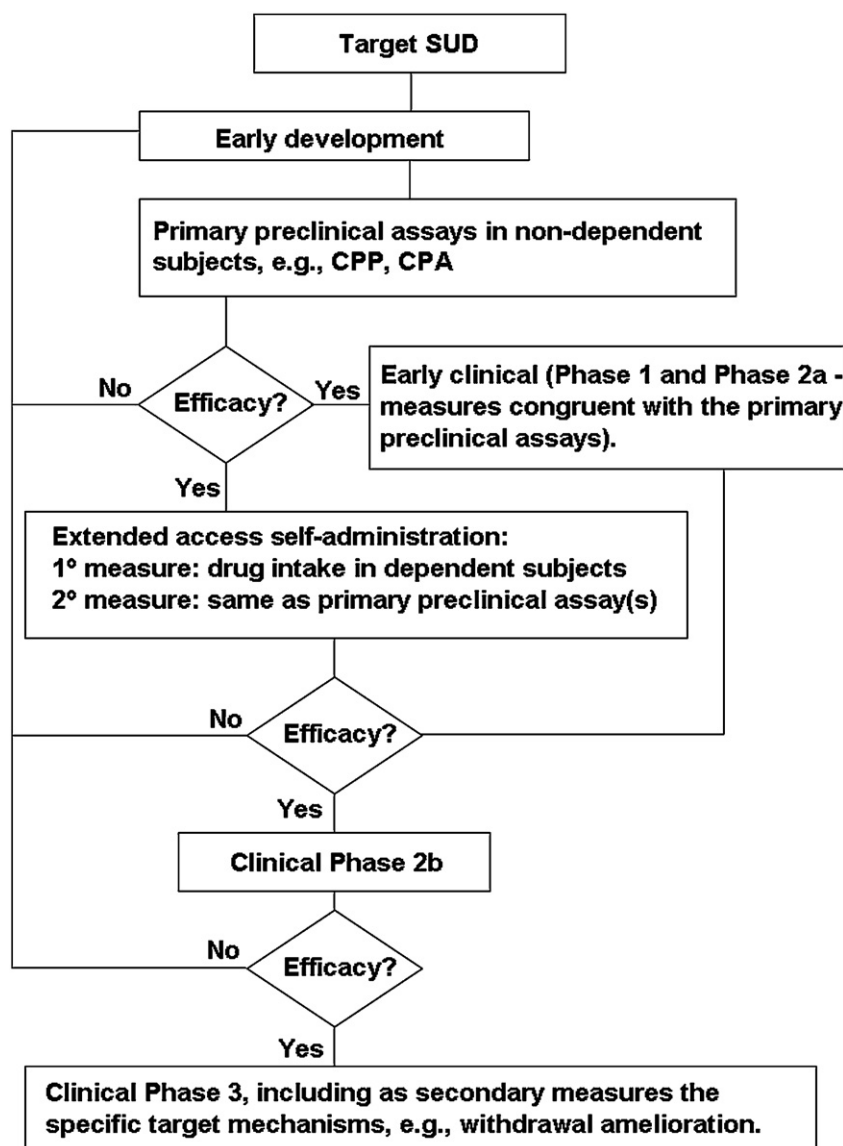 Target SUD
Early development
Primary preclinical assays in non-dependent
subjects, e.g., CPP, CPA
No
Efficacy?
Yes
Early clinical (Phase 1 and Phase 2a -
measures congruent with the primary
preclinical assays).
Yes
Extended access self-administration:
1° measure: drug intake in dependent subjects
2° measure: same as primary preclinical assay(s)
No
Efficacy?
Yes
Clinical Phase 2b
No
Efficacy?
Yes
Clinical Phase 3, including as secondary measures the
specific target mechanisms, e.g., withdrawal amelioration.